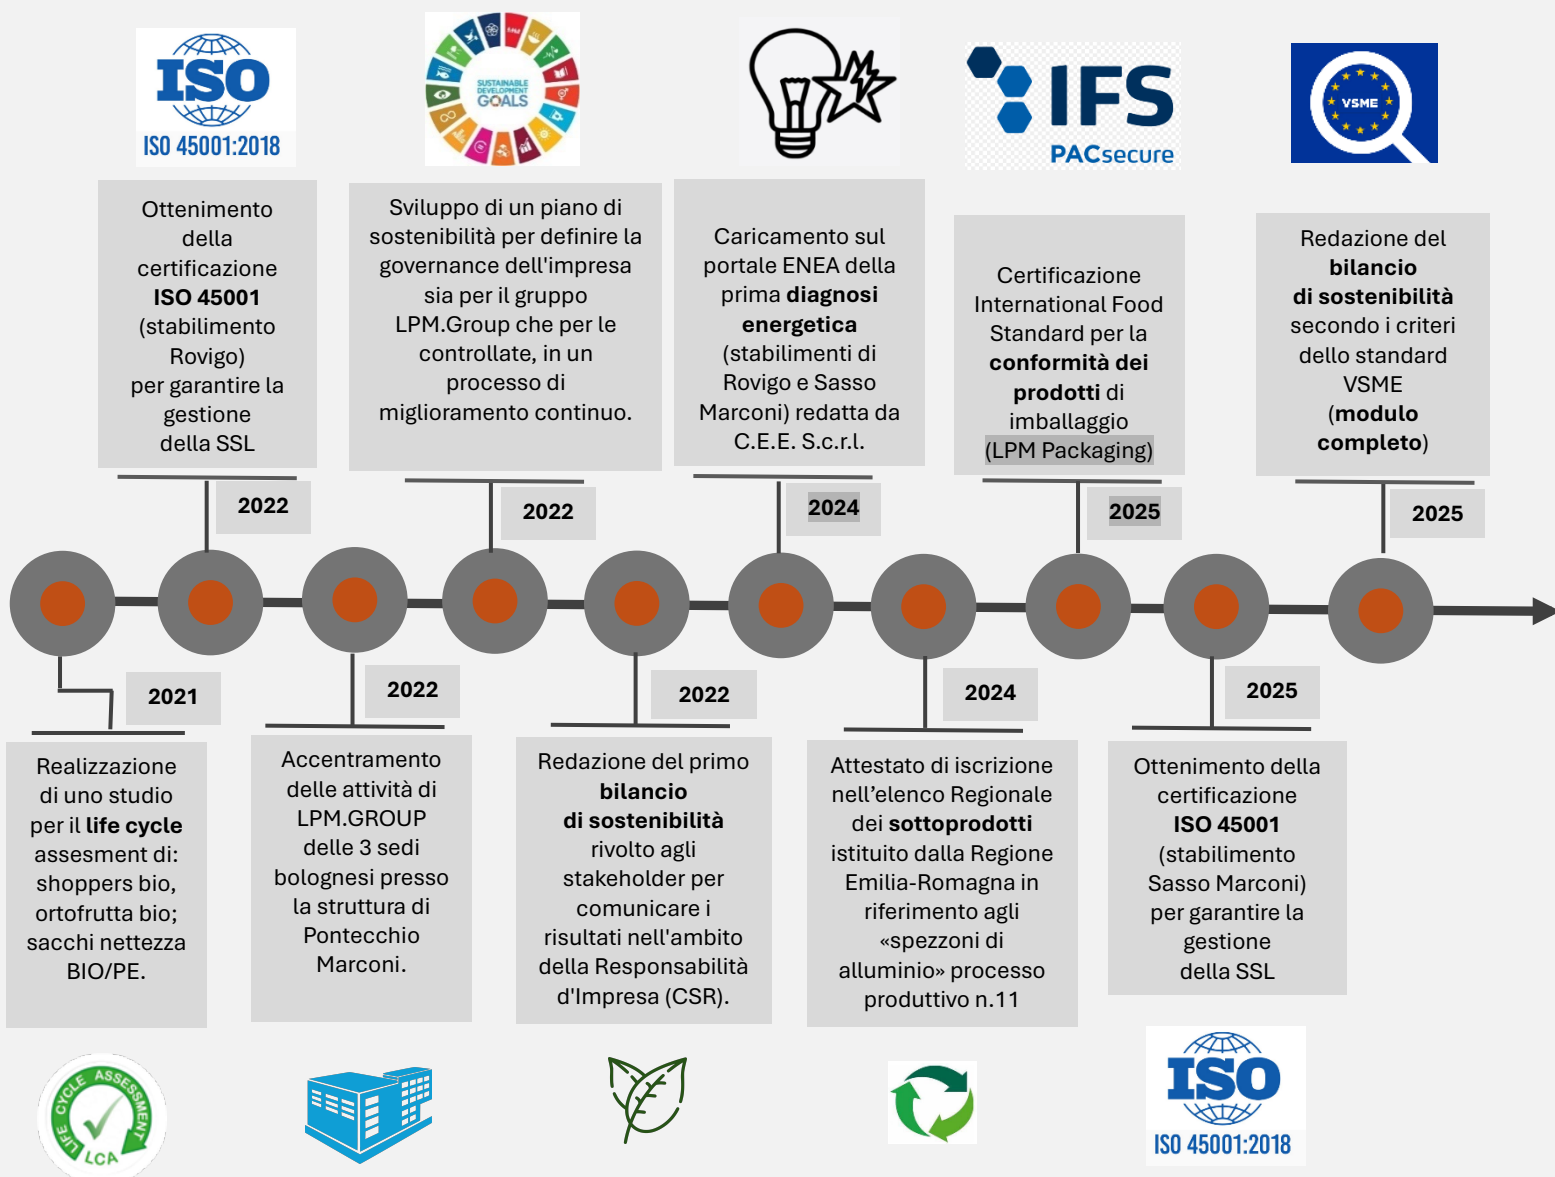 ISO
ISO 45001:2018
SUSTAINABLE
DEVELOPMENT
GOALS
IFS
PACsecure
VSME
Ottenimento
della
certificazione
ISO 45001
(stabilimento
Rovigo)
per garantire la
gestione
della SSL
2022
Sviluppo di un piano di
sostenibilità per definire la
governance dell'impresa
sia per il gruppo
LPM.Group che per le
controllate, in un
processo di
miglioramento continuo.
2022
Caricamento sul
portale ENEA della
prima diagnosi
energetica
(stabilimenti di
Rovigo e Sasso
Marconi) redatta da
C.E.E. S.c.r.l.
2024
Certificazione
International Food
Standard per la
conformità dei
prodotti di
imballaggio
(LPM Packaging)
2025
Redazione del
bilancio
di sostenibilità
secondo i criteri
dello standard
VSME
(modulo
completo)
2025
2021
Realizzazione
di uno studio
per il life cycle
assesment di:
shoppers bio,
ortofrutta bio;
sacchi nettezza
BIO/PE.
2022
Accentramento
delle attività di
LPM.GROUP
delle 3 sedi
bolognesi presso
la struttura di
Pontecchio
Marconi.
2022
Redazione del primo
bilancio
di sostenibilità
rivolto agli
stakeholder per
comunicare i
risultati nell'ambito
della Responsabilità
d'Impresa (CSR).
2024
Attestato di iscrizione
nell’elenco Regionale
dei sottoprodotti
istituito dalla Regione
Emilia-Romagna in
riferimento agli
«spezzoni di
alluminio» processo
produttivo n.11
2025
Ottenimento della
certificazione
ISO 45001
(stabilimento
Sasso Marconi)
per garantire la
gestione
della SSL
LIFE CYCLE ASSESSMENT
LCA
ISO
ISO 45001:2018